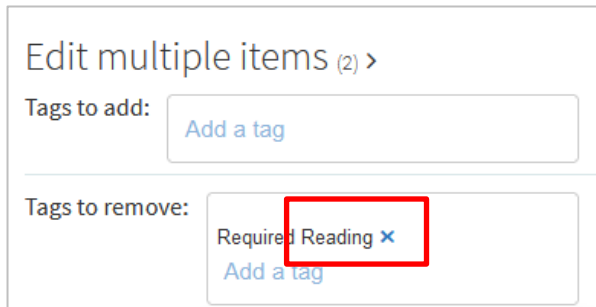 Edit multiple items (2) >
Tags to add:
Add a tag
Tags to remove:
Required Reading ×
Add a tag